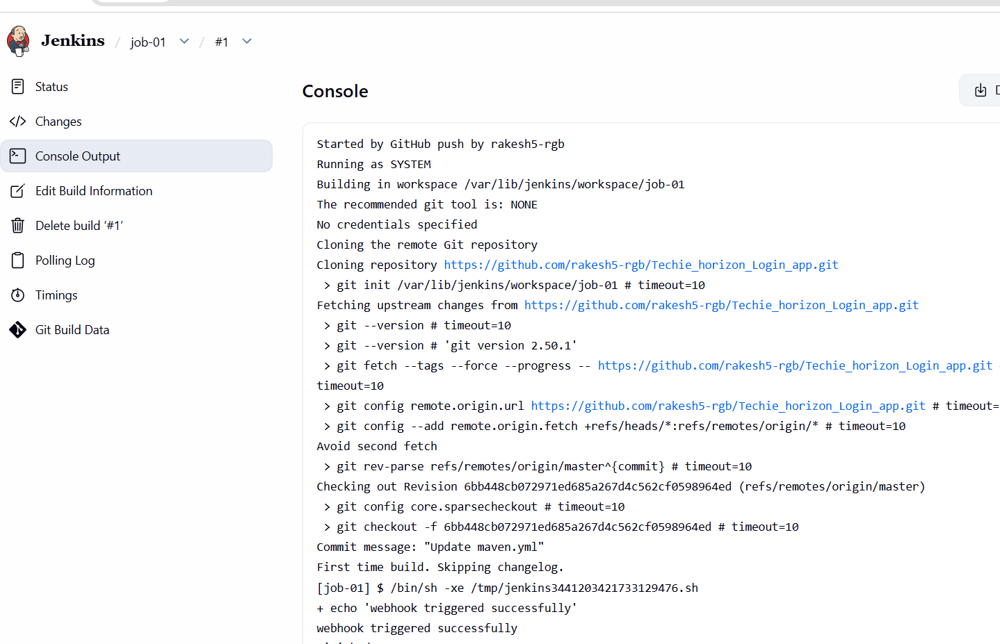 Jenkins / job-01 / #1
Status
Changes
Console Output
Edit Build Information
Delete build ‘#1’
Polling Log
Timings
Git Build Data
Console
Started by GitHub push by rakesh5-rgb
Running as SYSTEM
Building in workspace /var/lib/jenkins/workspace/job-01
The recommended git tool is: NONE
No credentials specified
Cloning the remote Git repository
Cloning repository https://github.com/rakesh5-rgb/Techie_horizon_Login_app.git
> git init /var/lib/jenkins/workspace/job-01 # timeout=10
Fetching upstream changes from https://github.com/rakesh5-rgb/Techie_horizon_Login_app.git
> git --version # timeout=10
> git --version # 'git version 2.50.1'
> git fetch --tags --force --progress -- https://github.com/rakesh5-rgb/Techie_horizon_Login_app.git
timeout=10
> git config remote.origin.url https://github.com/rakesh5-rgb/Techie_horizon_Login_app.git # timeout=
> git config --add remote.origin.fetch +refs/heads/*:refs/remotes/origin/* # timeout=10
Avoid second fetch
> git rev-parse refs/remotes/origin/master^{commit} # timeout=10
Checking out Revision 6bb448cb072971ed685a267d4c562cf0598964ed (refs/remotes/origin/master)
> git config core.sparsecheckout # timeout=10
> git checkout -f 6bb448cb072971ed685a267d4c562cf0598964ed # timeout=10
Commit message: "Update maven.yml"
First time build. Skipping changelog.
[job-01] $ /bin/sh -xe /tmp/jenkins3441203421733129476.sh
+ echo 'webhook triggered successfully'
webhook triggered successfully